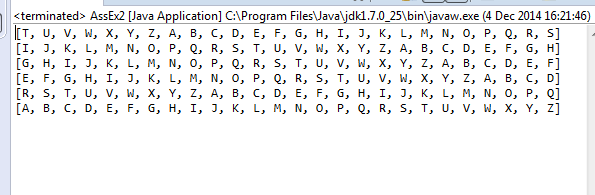 <terminated> AssEx2 [Java Application] C:\Program Files\Java\jdk1.7.0_25\bin\javaw.exe (4 Dec 2014 16:21:46)
[T, U, V, W, X, Y, Z, A, B, C, D, E, F, G, H, I, J, K, L, M, N, O, P, Q, R, S]
[I, J, K, L, M, N, O, P, Q, R, S, T, U, V, W, X, Y, Z, A, B, C, D, E, F, G, H]
[G, H, I, J, K, L, M, N, O, P, Q, R, S, T, U, V, W, X, Y, Z, A, B, C, D, E, F]
[E, F, G, H, I, J, K, L, M, N, O, P, Q, R, S, T, U, V, W, X, Y, Z, A, B, C, D]
[R, S, T, U, V, W, X, Y, Z, A, B, C, D, E, F, G, H, I, J, K, L, M, N, O, P, Q]
[A, B, C, D, E, F, G, H, I, J, K, L, M, N, O, P, Q, R, S, T, U, V, W, X, Y, Z]